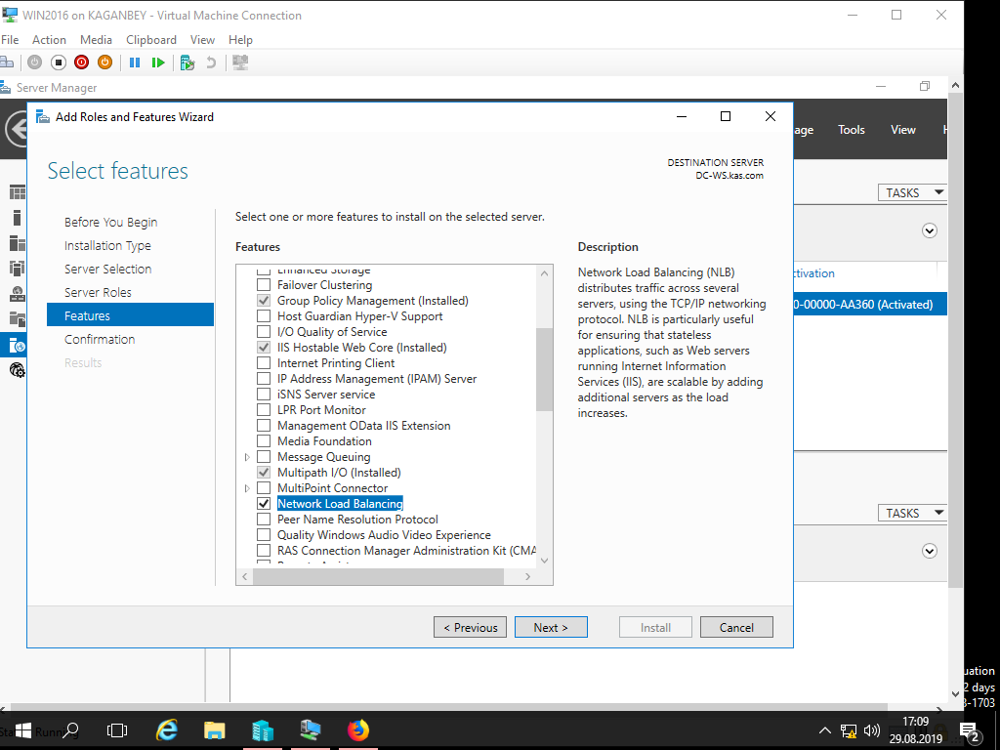 WIN2016 on KAGANBEY - Virtual Machine Connection
File Action Media Clipboard View Help
Server Manager
Add Roles and Features Wizard
age Tools View H
Select features
DESTINATION SERVER
DC-WS.kas.com
TASKS
Before You Begin
Installation Type
Server Selection
Server Roles
Features
Confirmation
Results
Select one or more features to install on the selected server.
Features
Enhanced Storage
Failover Clustering
Group Policy Management (Installed)
Host Guardian Hyper-V Support
I/O Quality of Service
IIS Hostable Web Core (Installed)
Internet Printing Client
IP Address Management (IPAM) Server
iSNS Server service
LPR Port Monitor
Management OData IIS Extension
Media Foundation
Message Queuing
Multipath I/O (Installed)
MultiPoint Connector
Network Load Balancing
Peer Name Resolution Protocol
Quality Windows Audio Video Experience
RAS Connection Manager Administration Kit (CMA
Description
Network Load Balancing (NLB)
distributes traffic across several
servers, using the TCP/IP networking
protocol. NLB is particularly useful
for ensuring that stateless
applications, such as Web servers
running Internet Information
Services (IIS), are scalable by adding
additional servers as the load
increases.
ctivation
0-00000-AA360 (Activated)
TASKS
< Previous Next > Install Cancel
uation
2 days
3-1703
17:09
29.08.2019
2